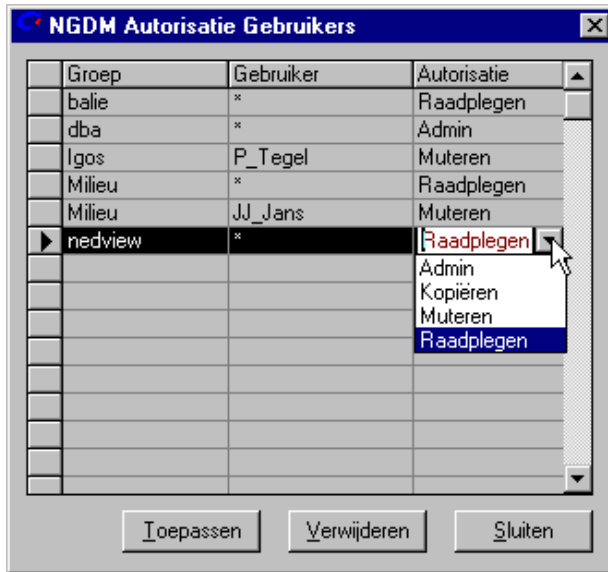 NGDM Autorisatie Gebruikers
Groep Gebruiker Autorisatie
balie * Raadplegen
dba * Admin
Igos P_Tegel Muteren
Milieu * Raadplegen
Milieu JJ_Jans Muteren
nedview * Raadplegen
Admin
Kopiëren
Muteren
Raadplegen
Toepassen Verwijderen Sluiten